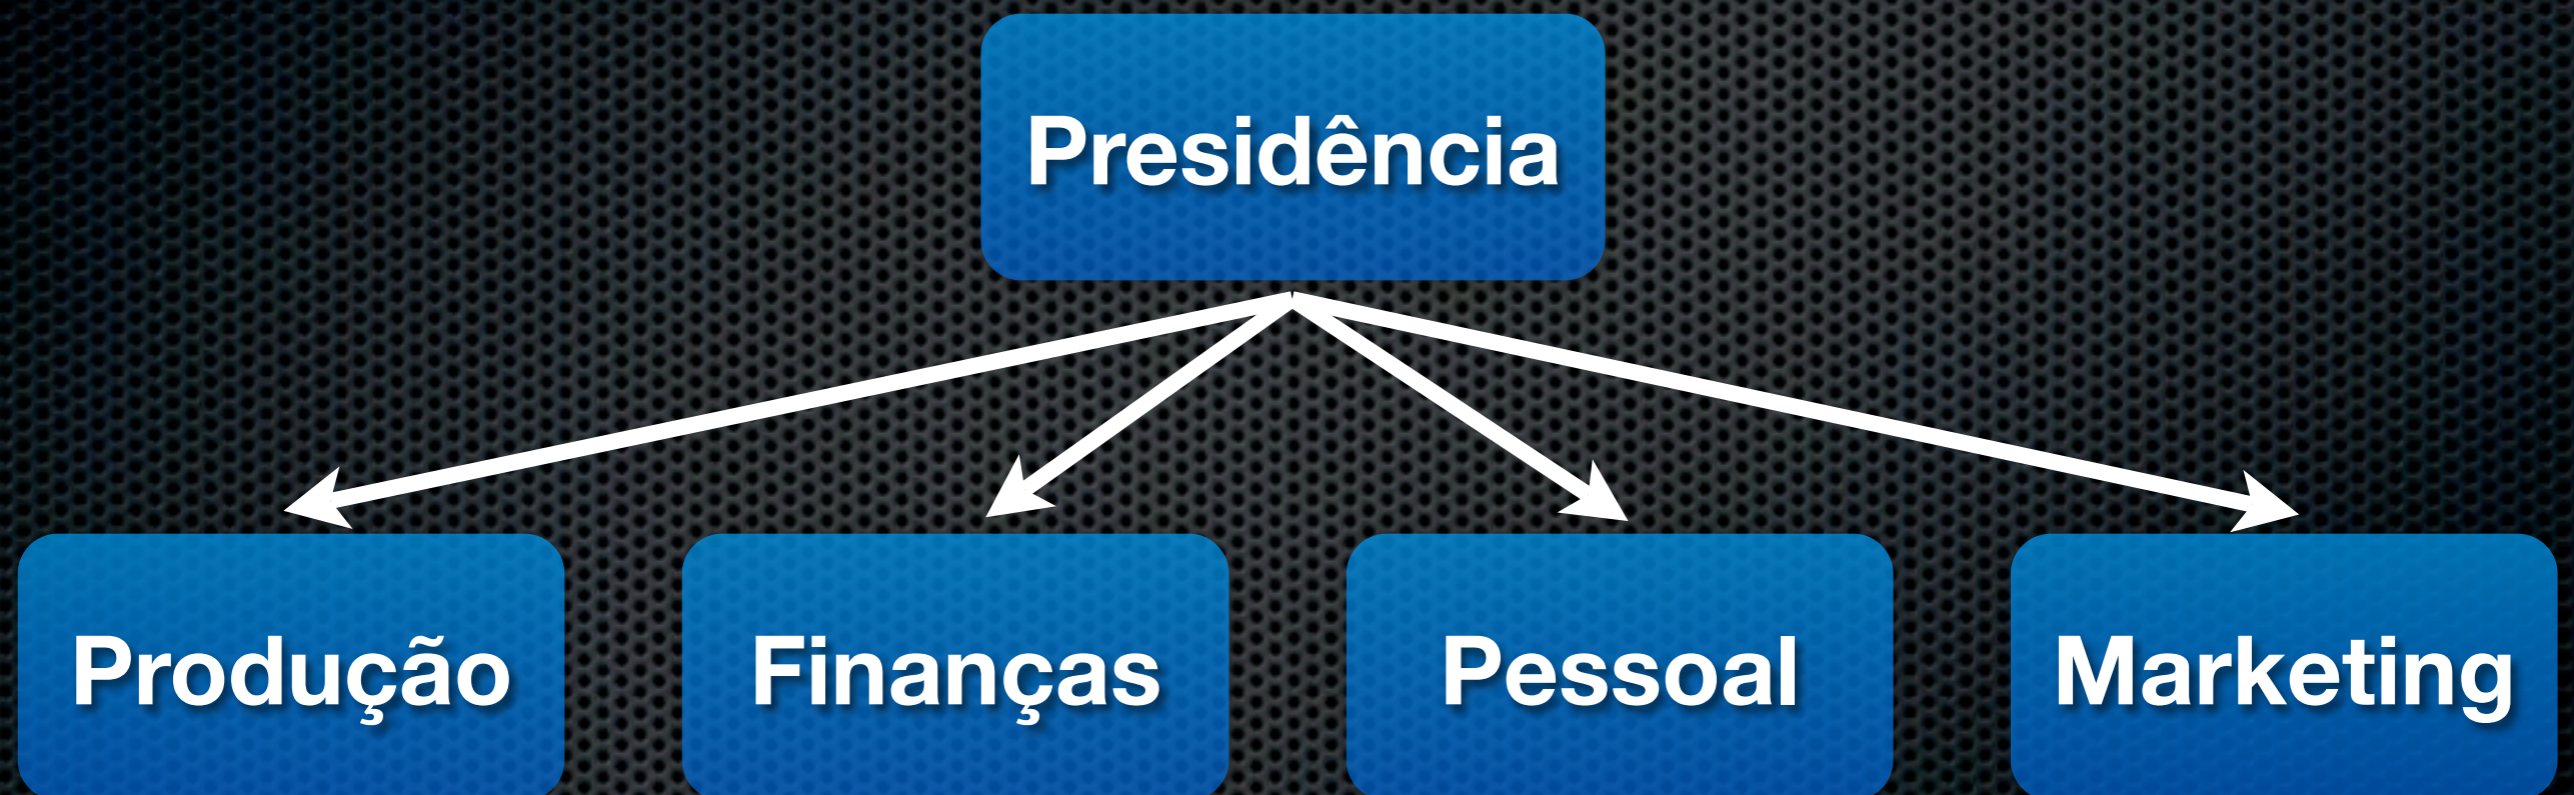 Presidência
Produção
Finanças
Pessoal
Marketing